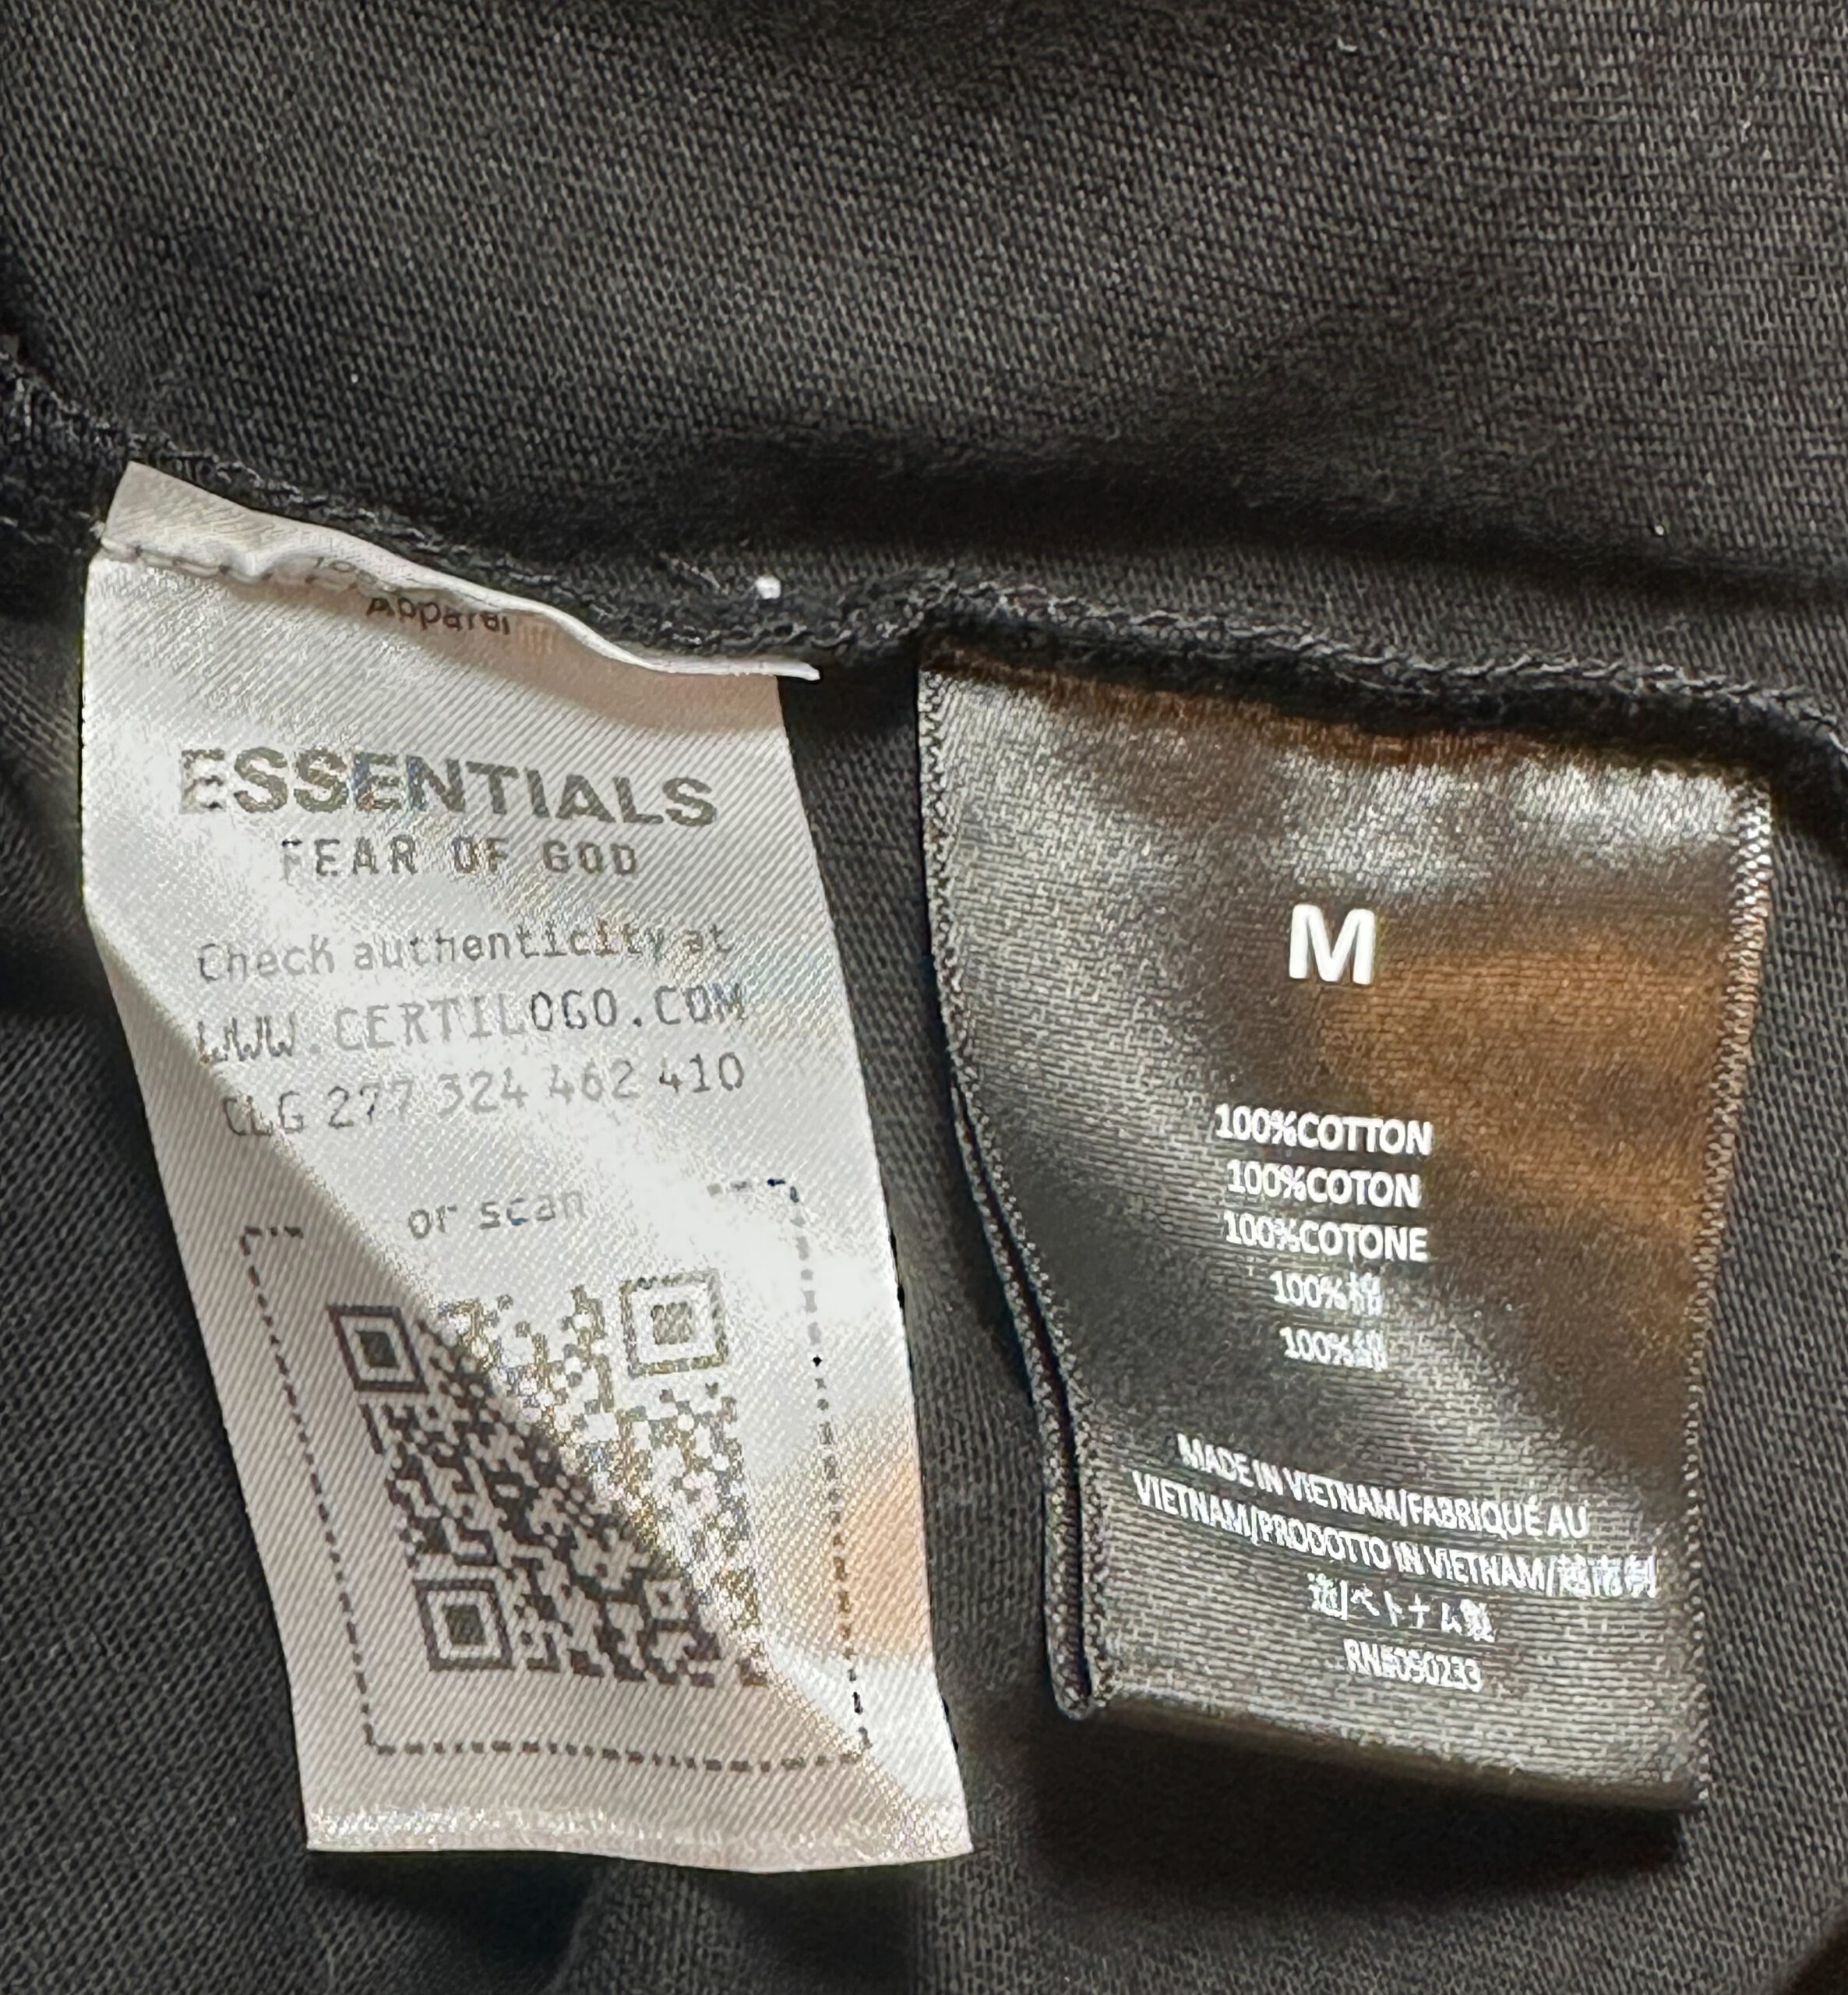 Apparel
ESSENTIALS
FEAR OF GOD
Check authenticity at
WWW.CERTILOGO.COM
CLG 277 324 462 410
or scan
M
100%COTTON
100%COTON
100%COTONE
100%棉
100%綿
MADE IN VIETNAM/FABRIQUÉ AU
VIETNAM/PRODOTTO IN VIETNAM/越南制
造/ベトナム製